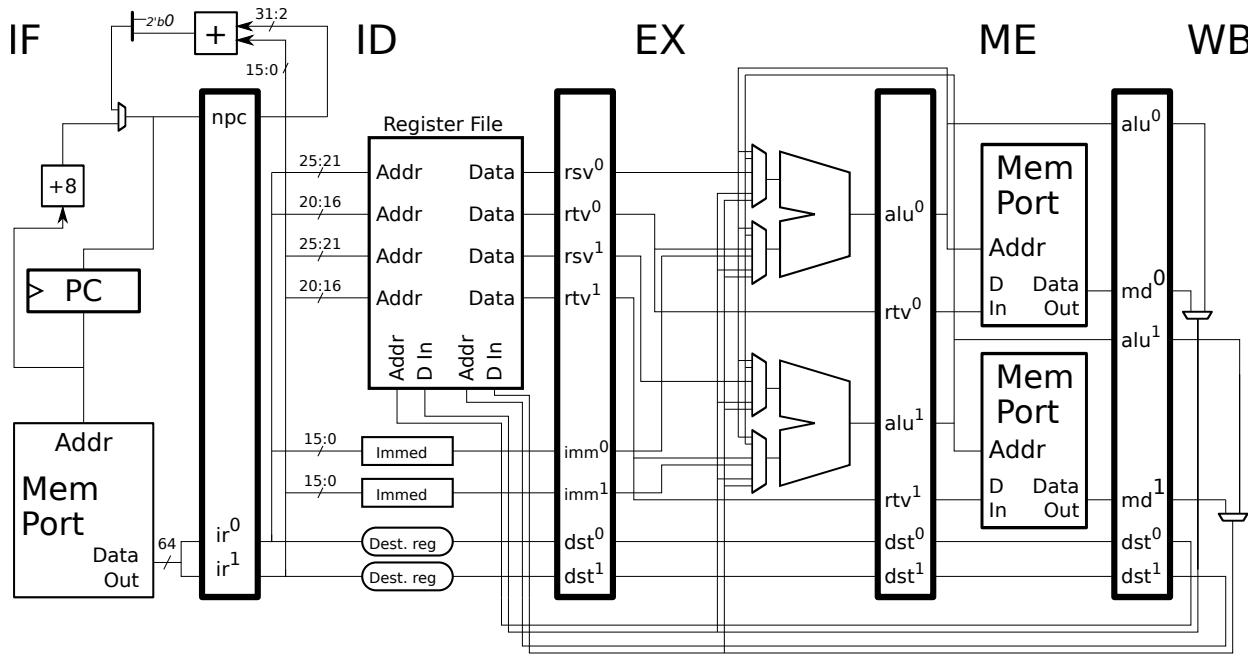 IF
ID
EX
ME
WB
2'b0
+
31:2
15:0
npc
+8
PC
Addr
Mem
Port
Data
Out
64
ir⁰
ir¹
Register File
25:21
Addr
Data
20:16
Addr
Data
25:21
Addr
Data
20:16
Addr
Data
Addr
D In
Addr
D In
15:0
Immed
15:0
Immed
Dest. reg
Dest. reg
rsv⁰
rtv⁰
rsv¹
rtv¹
imm⁰
imm¹
dst⁰
dst¹
alu⁰
rtv⁰
alu¹
rtv¹
dst⁰
dst¹
Mem
Port
Addr
D
In
Data
Out
Mem
Port
Addr
D
In
Data
Out
alu⁰
md⁰
alu¹
md¹
dst⁰
dst¹